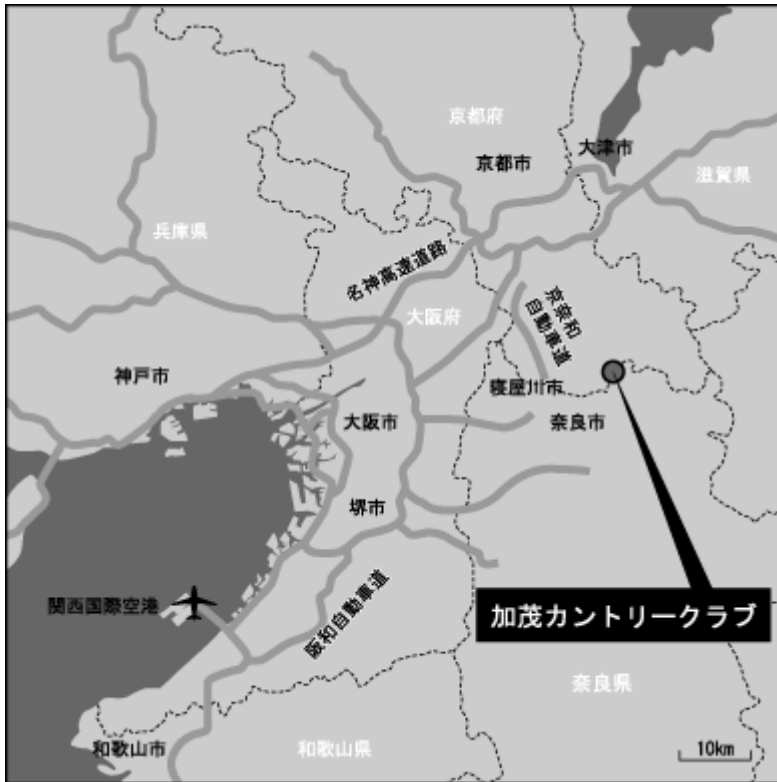 京都府
京都市
大津市
滋賀県
兵庫県
名神高速道路
大阪府
京奈和
自動車道
神戸市
寝屋川市
大阪市
奈良市
堺市
関西国際空港
阪和自動車道
加茂カントリークラブ
奈良県
和歌山市
和歌山県
10km